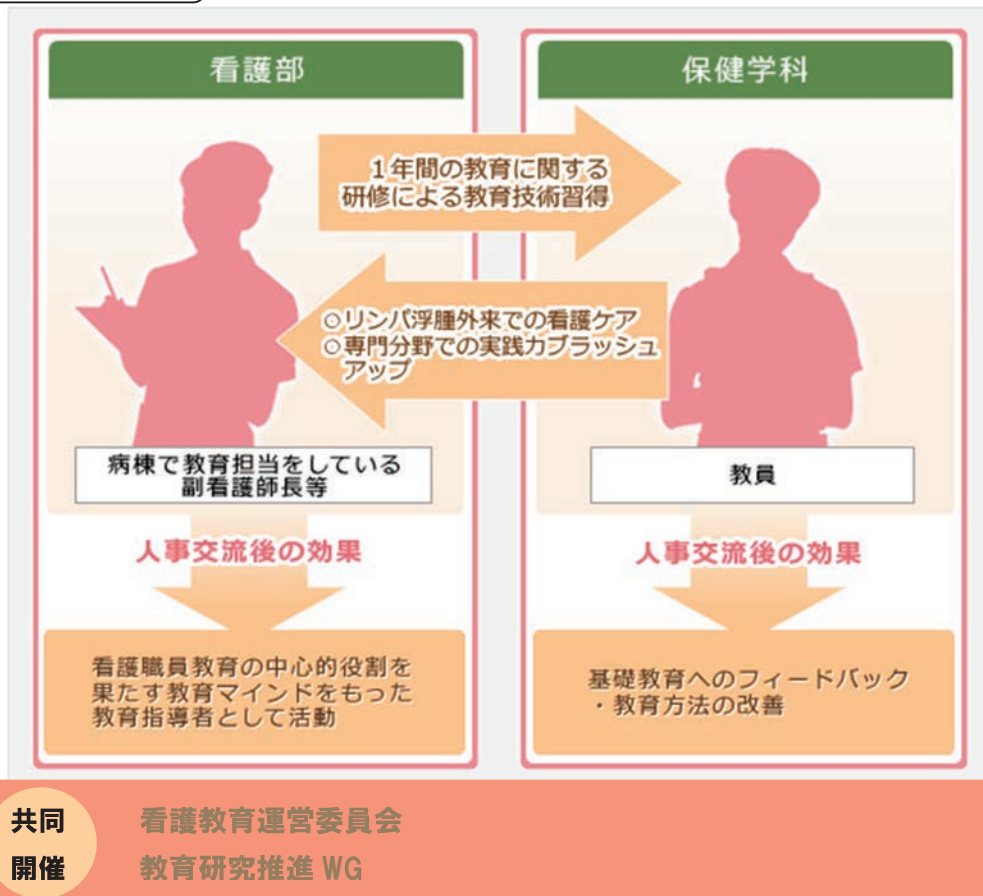 看護部
保健学科
１年間の教育に関する
研修による教育技術習得
○リンパ浮腫外来での看護ケア
○専門分野での実践力ブラッシュ
アップ
病棟で教育担当をしている
副看護師長等
教員
人事交流後の効果
人事交流後の効果
看護職員教育の中心的役割を
果たす教育マインドをもった
教育指導者として活動
基礎教育へのフィードバック
・教育方法の改善
共同
開催
看護教育運営委員会
教育研究推進 WG